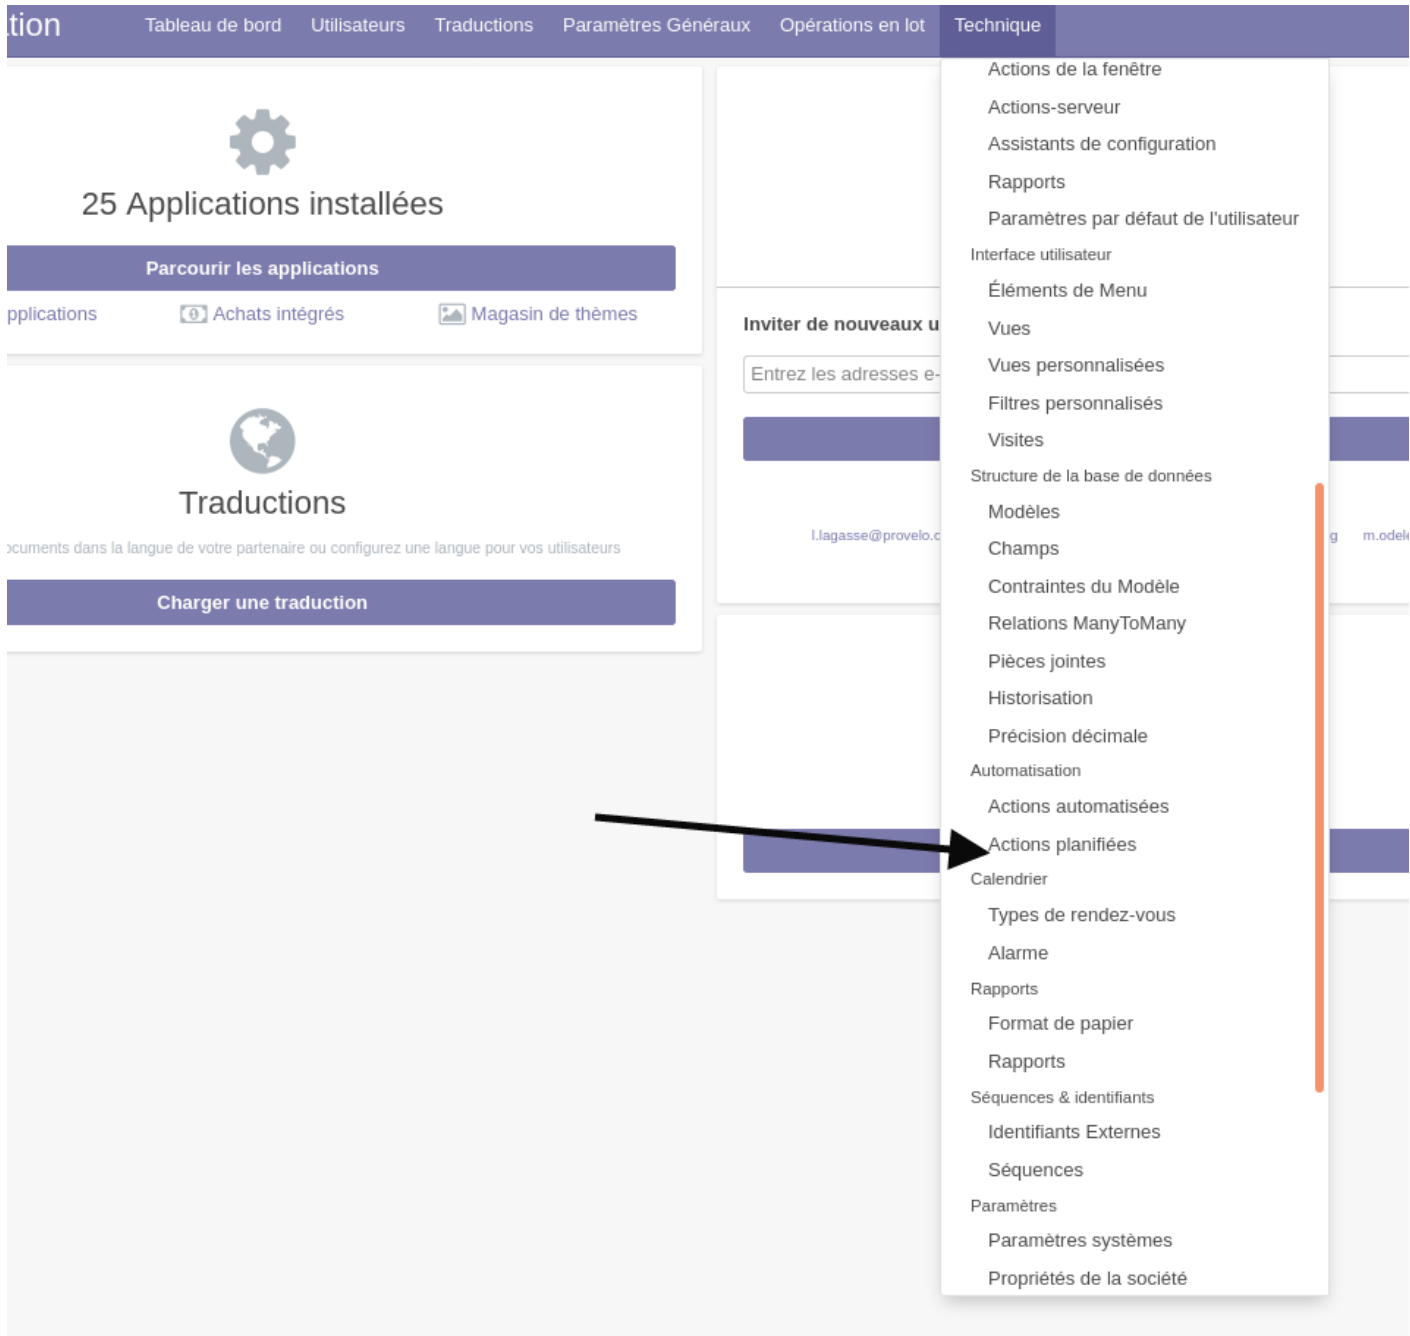 tion
Tableau de bord
Utilisateurs
Traductions
Paramètres Généraux
Opérations en lot
Technique
25 Applications installées
Parcourir les applications
pplications
Achats intégrés
Magasin de thèmes
Traductions
ocuments dans la langue de votre partenaire ou configurez une langue pour vos utilisateurs
Charger une traduction
Inviter de nouveaux u
Entrez les adresses e-
l.lagasse@provelo.o
g
m.odele
Actions de la fenêtre
Actions-serveur
Assistants de configuration
Rapports
Paramètres par défaut de l'utilisateur
Interface utilisateur
Éléments de Menu
Vues
Vues personnalisées
Filtres personnalisés
Visites
Structure de la base de données
Modèles
Champs
Contraintes du Modèle
Relations ManyToMany
Pièces jointes
Historisation
Précision décimale
Automatisation
Actions automatisées
Actions planifiées
Calendrier
Types de rendez-vous
Alarme
Rapports
Format de papier
Rapports
Séquences & identifiants
Identifiants Externes
Séquences
Paramètres
Paramètres systèmes
Propriétés de la société